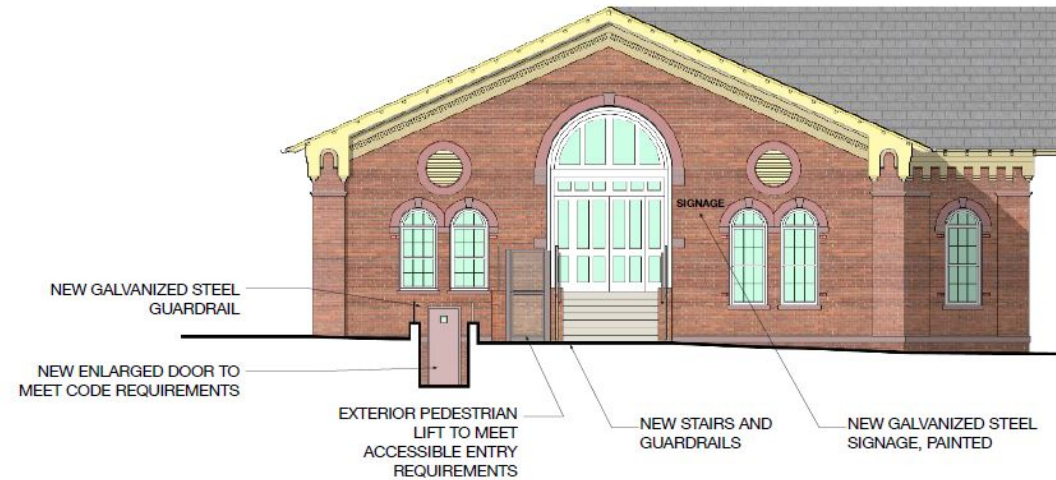 SIGNAGE
NEW GALVANIZED STEEL
GUARDRAIL
NEW ENLARGED DOOR TO
MEET CODE REQUIREMENTS
EXTERIOR PEDESTRIAN
LIFT TO MEET
ACCESSIBLE ENTRY
REQUIREMENTS
NEW STAIRS AND
GUARDRAILS
NEW GALVANIZED STEEL
SIGNAGE, PAINTED